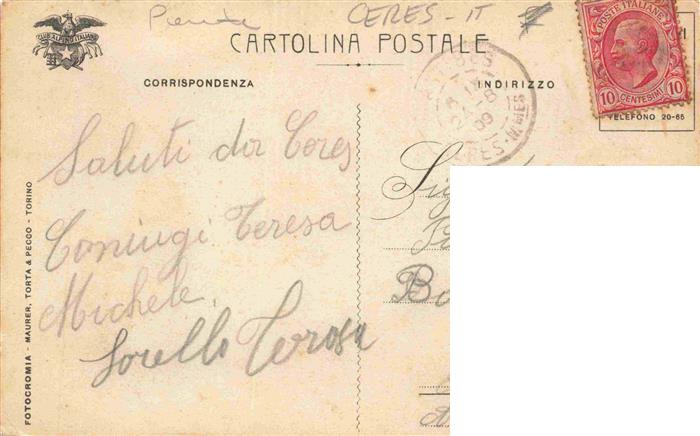 CERES - IT
CLUB ALPINO ITALIANO
CARTOLINA POSTALE
POSTE ITALIANE
10 CENTESIMI 10
CORRISPONDENZA
INDIRIZZO
TELEFONO 20-65
Saluti da Ceres
Coniugi Teresa
Michele
Sorella Teresa
FOTOCROMIA - MAURER, TORTA & PECCO - TORINO